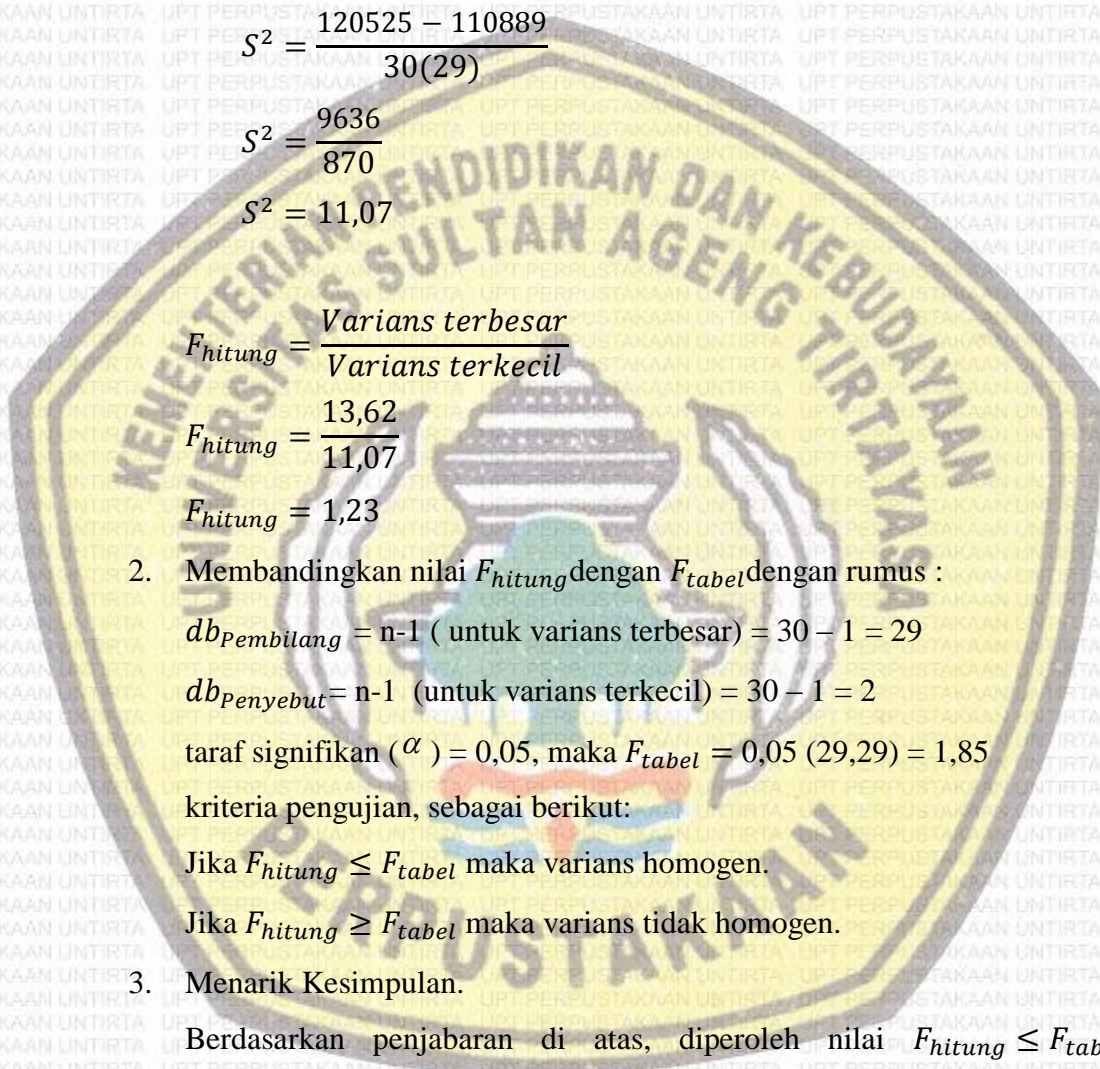 S² = (120525 − 110889) / 30(29)
S² = 9636 / 870
S² = 11,07
F_hitung = Varians terbesar / Varians terkecil
F_hitung = 13,62 / 11,07
F_hitung = 1,23
2. Membandingkan nilai F_hitung dengan F_tabel dengan rumus :
db_Pembilang = n-1 ( untuk varians terbesar) = 30 – 1 = 29
db_Penyebut = n-1 (untuk varians terkecil) = 30 – 1 = 2
taraf signifikan ( α ) = 0,05, maka F_tabel = 0,05 (29,29) = 1,85
kriteria pengujian, sebagai berikut:
Jika F_hitung ≤ F_tabel maka varians homogen.
Jika F_hitung ≥ F_tabel maka varians tidak homogen.
3. Menarik Kesimpulan.
Berdasarkan penjabaran di atas, diperoleh nilai F_hitung ≤ F_tab
KEMENTERIAN PENDIDIKAN DAN KEBUDAYAAN
UNIVERSITAS SULTAN AGENG TIRTAYASA
PERPUSTAKAAN
UPT PERPUSTAKAAN UNTIRTA